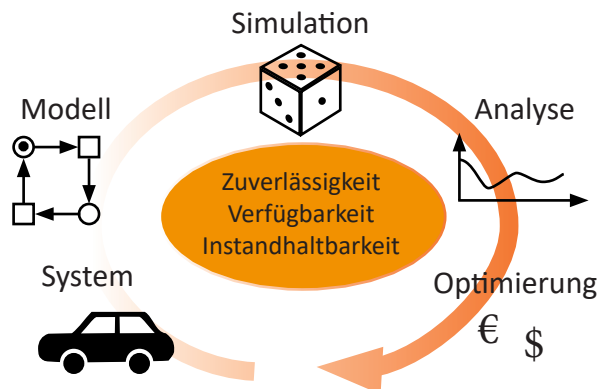 Simulation
Modell
Analyse
Zuverlässigkeit
Verfügbarkeit
Instandhaltbarkeit
System
Optimierung
€ $